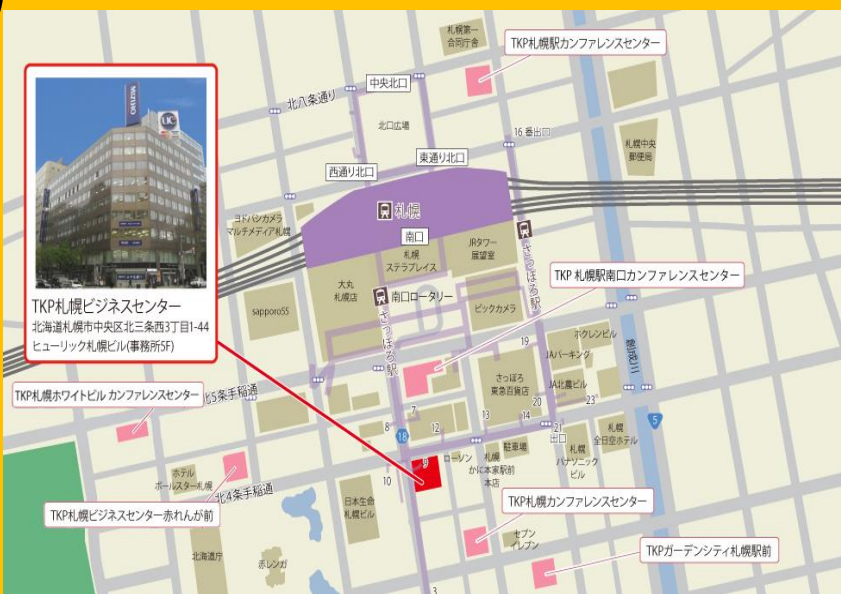 札幌第一
合同庁舎
TKP札幌駅カンファレンスセンター
中央北口
北八条通り
北口広場
16番出口
札幌中央
郵便局
西通り北口
東通り北口
MIZUHO
UC
札幌
ヨドバシカメラ
マルチメディア札幌
南口
札幌
ステラプレイス
JRタワー
展望室
さっぽろ駅
TKP 札幌駅南口カンファレンスセンター
大丸
札幌店
南口ロータリー
さっぽろ駅
sapporo55
ビックカメラ
TKP札幌ビジネスセンター
北海道札幌市中央区北三条西3丁目1-44
ヒューリック札幌ビル(事務所5F)
ホクレンビル
19
JAパーキング
創成川
さっぽろ
東急百貨店
JA北農ビル
TKP札幌ホワイトビル カンファレンスセンター
北5条手稲通
7
8
18
12
13
14
20
21
出口
23
札幌
全日空ホテル
5
9
10
ローソン
札幌
かに本家駅前
本店
駐車場
札幌
パナソニック
ビル
ホテル
ポールスター札幌
北4条手稲通
TKP札幌ビジネスセンター赤れんが前
日本生命
札幌ビル
TKP札幌カンファレンスセンター
セブン
イレブン
TKPガーデンシティ札幌駅前
北海道庁
赤レンガ
3